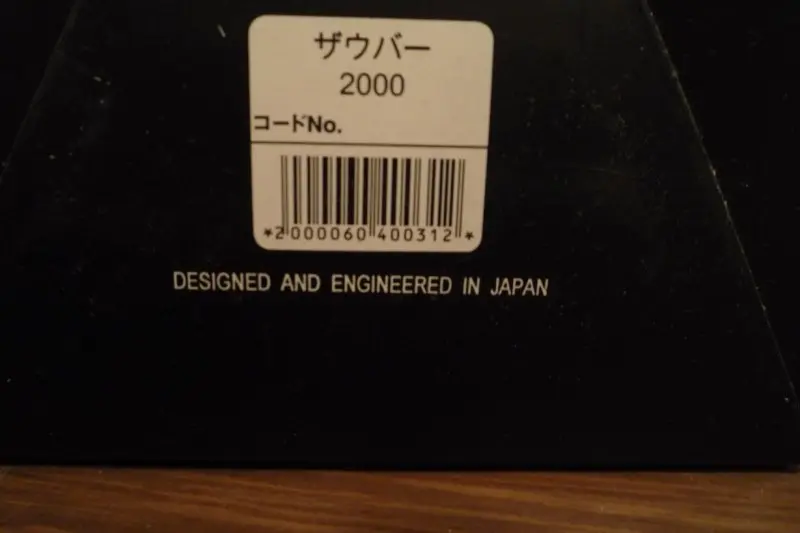 ザウバー
2000
コードNo.
*2000060400312*
DESIGNED AND ENGINEERED IN JAPAN